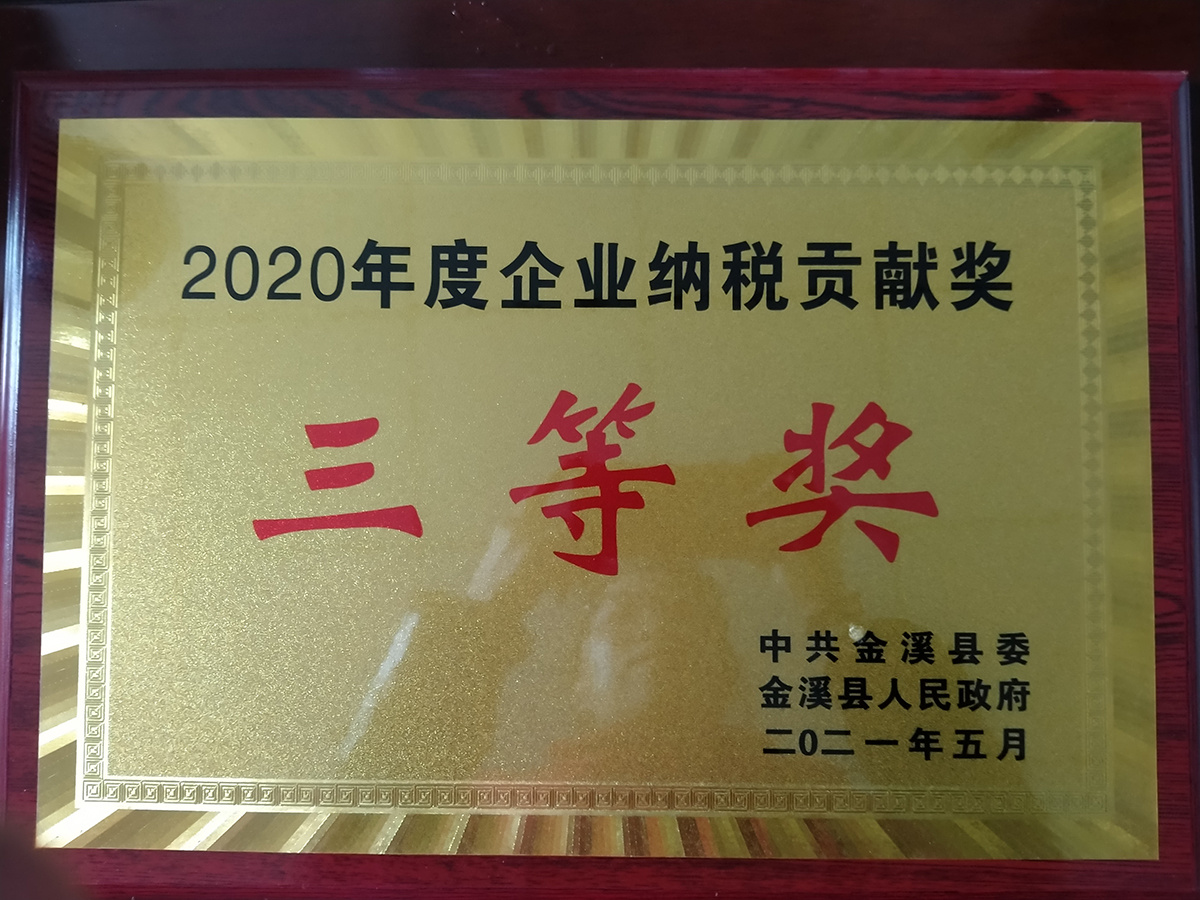 2020年度企业纳税贡献奖
三等奖
中共金溪县委
金溪县人民政府
二0二一年五月